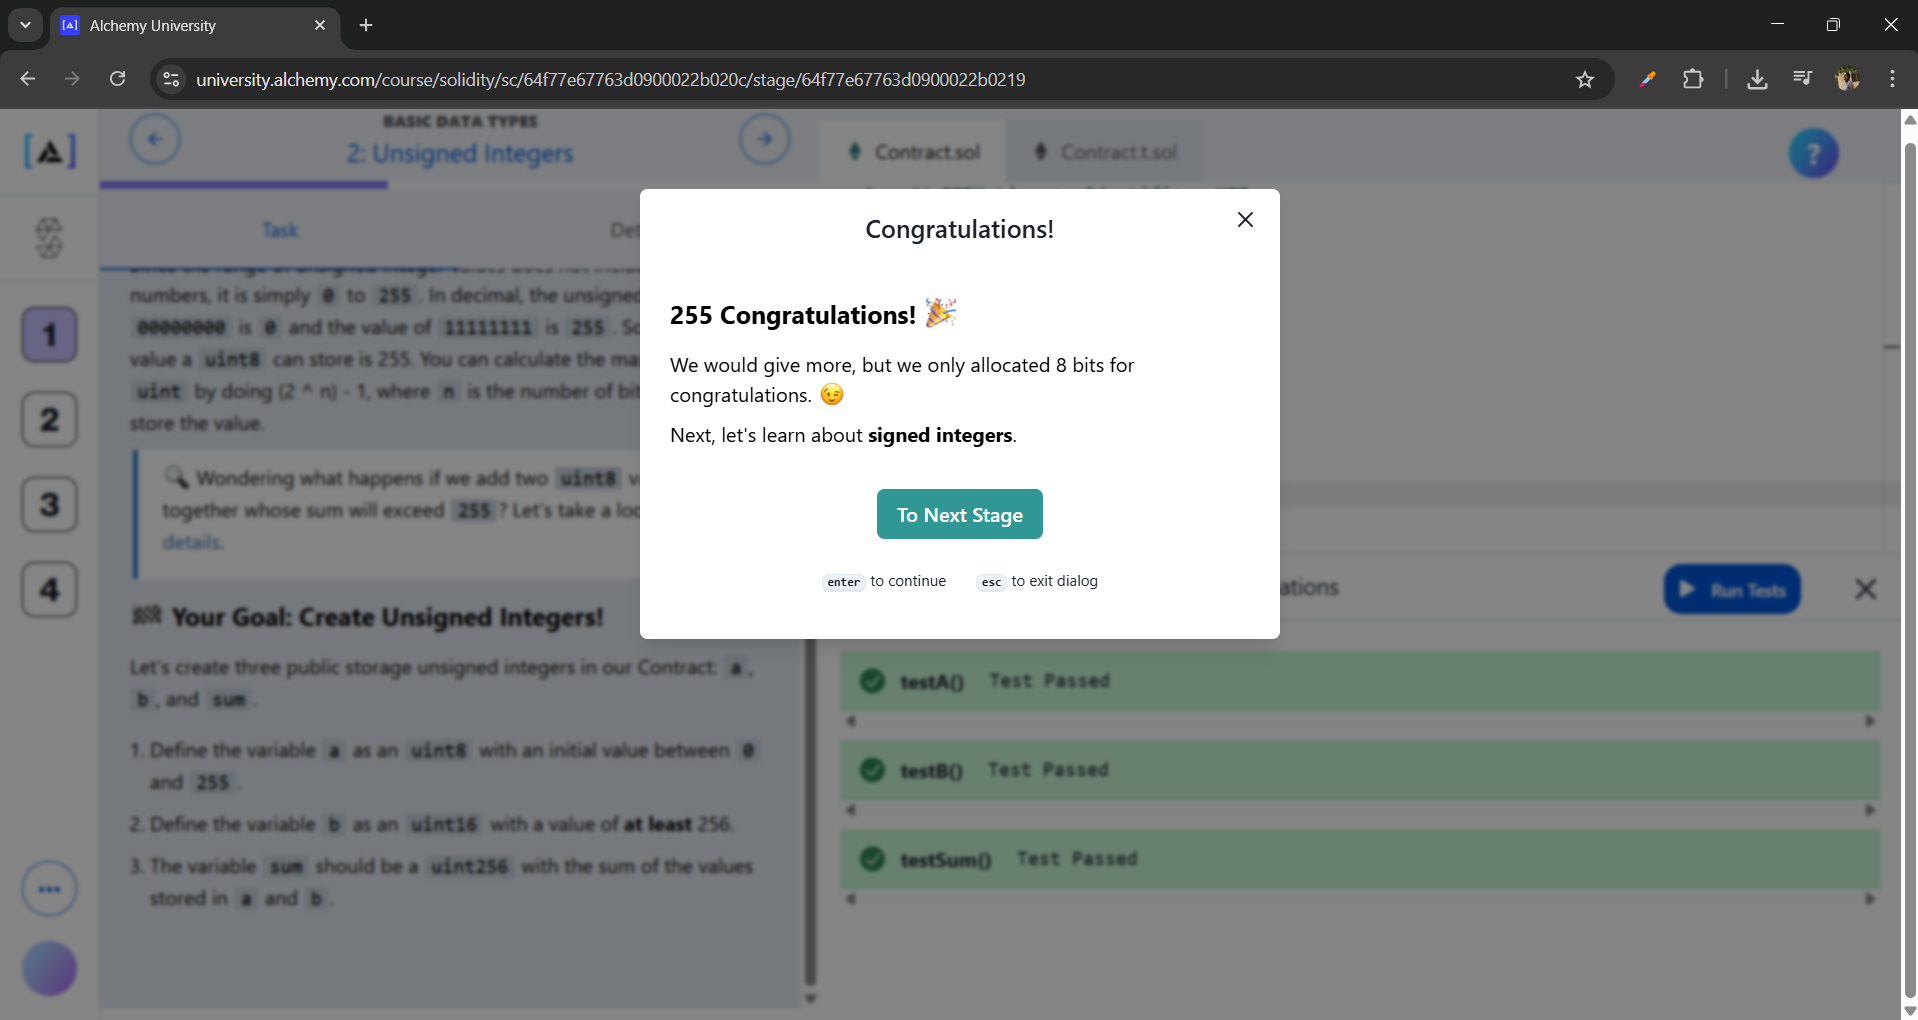 Alchemy University
university.alchemy.com/course/solidity/sc/64f77e67763d0900022b020c/stage/64f77e67763d0900022b0219
BASIC DATA TYPES
2: Unsigned Integers
Contract.sol
Contract.t.sol
?
Task
Det
numbers, it is simply 0 to 255. In decimal, the unsigned
00000000 is 0 and the value of 11111111 is 255. So
value a uint8 can store is 255. You can calculate the ma
uint by doing (2 ^ n) - 1, where n is the number of bit
store the value.
Wondering what happens if we add two uint8 v
together whose sum will exceed 255? Let's take a loo
details.
Your Goal: Create Unsigned Integers!
Let's create three public storage unsigned integers in our Contract: a,
b, and sum.
1. Define the variable a as an uint8 with an initial value between 0
and 255.
2. Define the variable b as an uint16 with a value of at least 256.
3. The variable sum should be a uint256 with the sum of the values
stored in a and b.
1
2
3
4
Congratulations!
255 Congratulations! 🎉
We would give more, but we only allocated 8 bits for
congratulations. 😉
Next, let's learn about signed integers.
To Next Stage
enter to continue
esc to exit dialog
ations
Run Tests
testA() Test Passed
testB() Test Passed
testSum() Test Passed